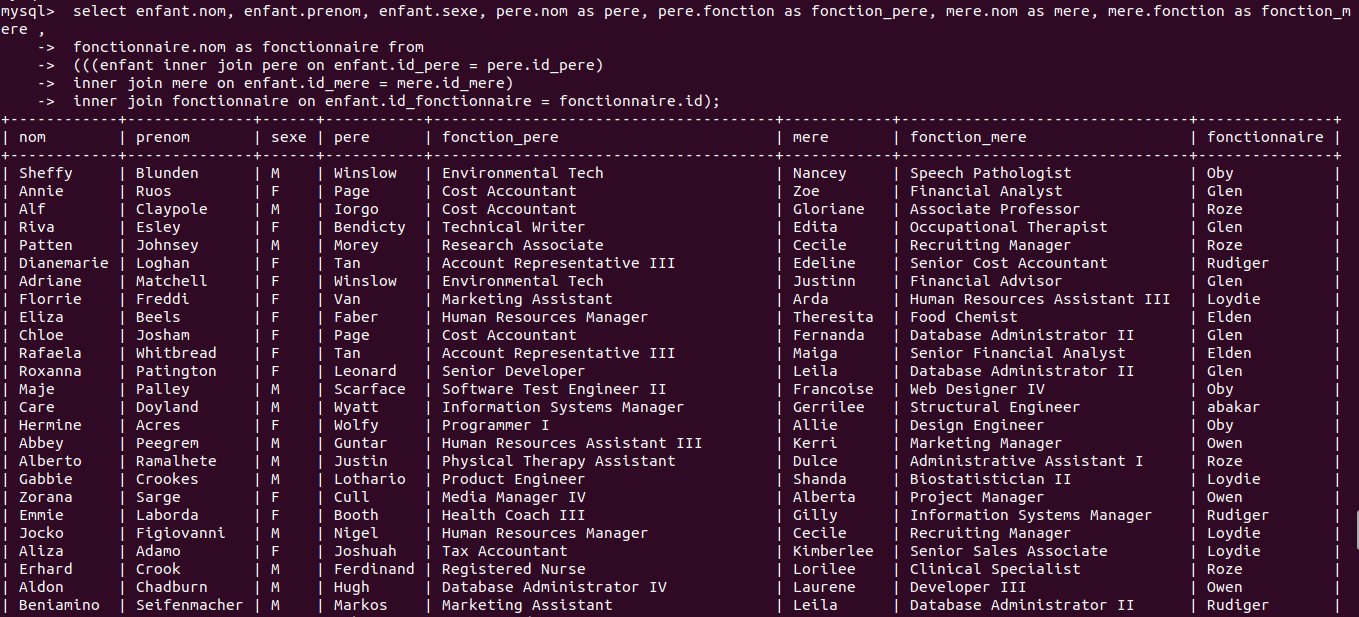 mysql>  select enfant.nom, enfant.prenom, enfant.sexe, pere.nom as pere, pere.fonction as fonction_pere, mere.nom as mere, mere.fonction as fonction_m
ere ,
    ->  fonctionnaire.nom as fonctionnaire from
    ->  (((enfant inner join pere on enfant.id_pere = pere.id_pere)
    ->  inner join mere on enfant.id_mere = mere.id_mere)
    ->  inner join fonctionnaire on enfant.id_fonctionnaire = fonctionnaire.id);
+------------+--------------+------+-----------+--------------------------------------+------------+--------------------------------+---------------+
| nom        | prenom       | sexe | pere      | fonction_pere                        | mere       | fonction_mere                  | fonctionnaire |
+------------+--------------+------+-----------+--------------------------------------+------------+--------------------------------+---------------+
| Sheffy     | Blunden      | M    | Winslow   | Environmental Tech                   | Nancey     | Speech Pathologist             | Oby           |
| Annie      | Ruos         | F    | Page      | Cost Accountant                      | Zoe        | Financial Analyst              | Glen          |
| Alf        | Claypole     | M    | Iorgo     | Cost Accountant                      | Gloriane   | Associate Professor            | Roze          |
| Riva       | Esley        | F    | Bendicty  | Technical Writer                     | Edita      | Occupational Therapist         | Glen          |
| Patten     | Johnsey      | M    | Morey     | Research Associate                   | Cecile     | Recruiting Manager             | Roze          |
| Dianemarie | Loghan       | F    | Tan       | Account Representative III           | Edeline    | Senior Cost Accountant         | Rudiger       |
| Adriane    | Matchell     | F    | Winslow   | Environmental Tech                   | Justinn    | Financial Advisor              | Glen          |
| Florrie    | Freddi       | F    | Van       | Marketing Assistant                  | Arda       | Human Resources Assistant III  | Loydie        |
| Eliza      | Beels        | F    | Faber     | Human Resources Manager              | Theresita  | Food Chemist                   | Elden         |
| Chloe      | Josham       | F    | Page      | Cost Accountant                      | Fernanda   | Database Administrator II      | Glen          |
| Rafaela    | Whitbread    | F    | Tan       | Account Representative III           | Maiga      | Senior Financial Analyst       | Elden         |
| Roxanna    | Patington    | F    | Leonard   | Senior Developer                     | Leila      | Database Administrator II      | Glen          |
| Maje       | Palley       | M    | Scarface  | Software Test Engineer II            | Francoise  | Web Designer IV                | Oby           |
| Care       | Doyland      | M    | Wyatt     | Information Systems Manager          | Gerrilee   | Structural Engineer            | abakar        |
| Hermine    | Acres        | F    | Wolfy     | Programmer I                         | Allie      | Design Engineer                | Oby           |
| Abbey      | Peegrem      | M    | Guntar    | Human Resources Assistant III        | Kerri      | Marketing Manager              | Owen          |
| Alberto    | Ramalhete    | M    | Justin    | Physical Therapy Assistant           | Dulce      | Administrative Assistant I     | Roze          |
| Gabbie     | Crookes      | M    | Lothario  | Product Engineer                     | Shanda     | Biostatistician II             | Loydie        |
| Zorana     | Sarge        | F    | Cull      | Media Manager IV                     | Alberta    | Project Manager                | Owen          |
| Emmie      | Laborda      | F    | Booth     | Health Coach III                     | Gilly      | Information Systems Manager    | Rudiger       |
| Jocko      | Figiovanni   | M    | Nigel     | Human Resources Manager              | Cecile     | Recruiting Manager             | Loydie        |
| Aliza      | Adamo        | F    | Joshuah   | Tax Accountant                       | Kimberlee  | Senior Sales Associate         | Loydie        |
| Erhard     | Crook        | M    | Ferdinand | Registered Nurse                     | Lorilee    | Clinical Specialist            | Roze          |
| Aldon      | Chadburn     | M    | Hugh      | Database Administrator IV            | Laurene    | Developer III                  | Owen          |
| Beniamino  | Seifenmacher | M    | Markos    | Marketing Assistant                  | Leila      | Database Administrator II      | Rudiger       |